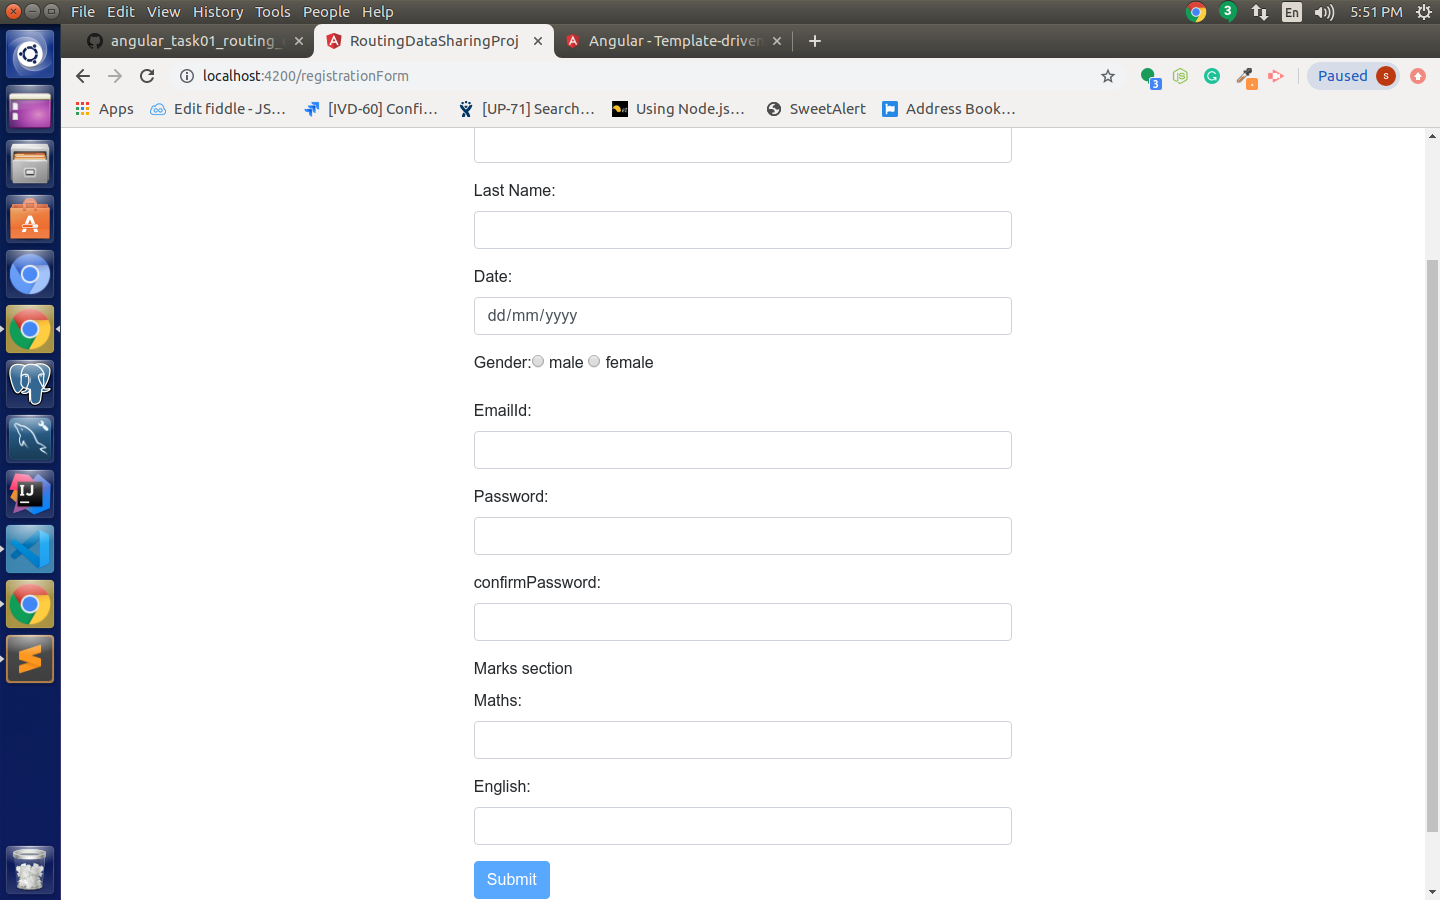 File Edit View History Tools People Help
3 En 5:51 PM
angular_task01_routing_ RoutingDataSharingProj Angular - Template-driven
localhost:4200/registrationForm
3 Paused s
Apps Edit fiddle - JS... [IVD-60] Confi... [UP-71] Search... Using Node.js... SweetAlert Address Book...
Last Name:
Date:
dd/mm/yyyy
Gender: male female
EmailId:
Password:
confirmPassword:
Marks section
Maths:
English:
Submit
IJ